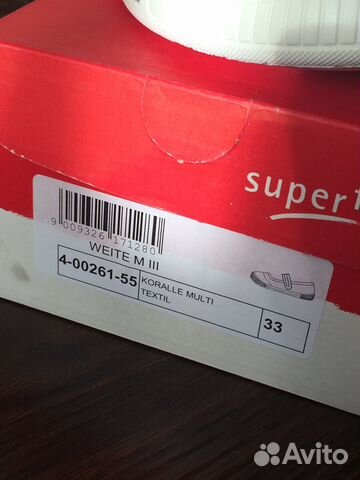 superf
9 009326 171280
WEITE M III
4-00261-55
KORALLE MULTI
TEXTIL
33
Avito